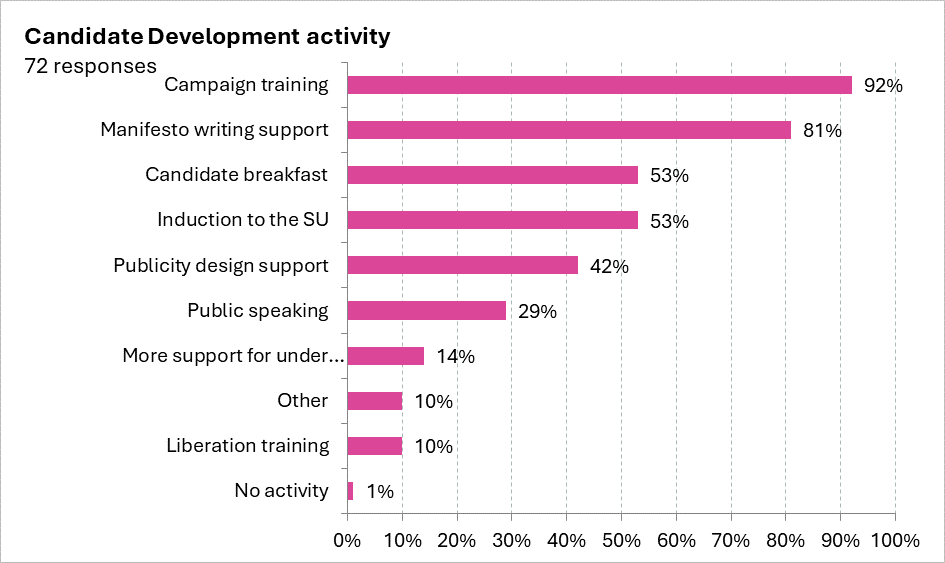 Candidate Development activity
72 responses
Campaign training 92%
Manifesto writing support 81%
Candidate breakfast 53%
Induction to the SU 53%
Publicity design support 42%
Public speaking 29%
More support for under... 14%
Other 10%
Liberation training 10%
No activity 1%
0% 10% 20% 30% 40% 50% 60% 70% 80% 90% 100%